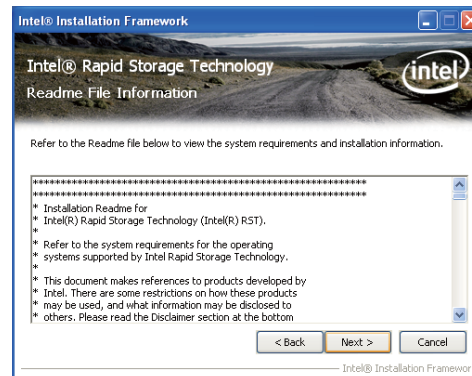 Intel® Installation Framework
Intel® Rapid Storage Technology
Readme File Information
intel
Refer to the Readme file below to view the system requirements and installation information.
******************************************************************
******************************************************************
* Installation Readme for
* Intel(R) Rapid Storage Technology (Intel(R) RST).
*
* Refer to the system requirements for the operating
* systems supported by Intel Rapid Storage Technology.
*
* This document makes references to products developed by
* Intel. There are some restrictions on how these products
* may be used, and what information may be disclosed to
* others. Please read the Disclaimer section at the bottom
< Back Next > Cancel
Intel® Installation Framewor